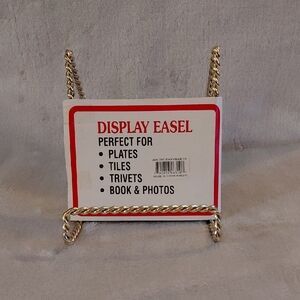 DISPLAY EASEL
PERFECT FOR
• PLATES
• TILES
• TRIVETS
• BOOK & PHOTOS